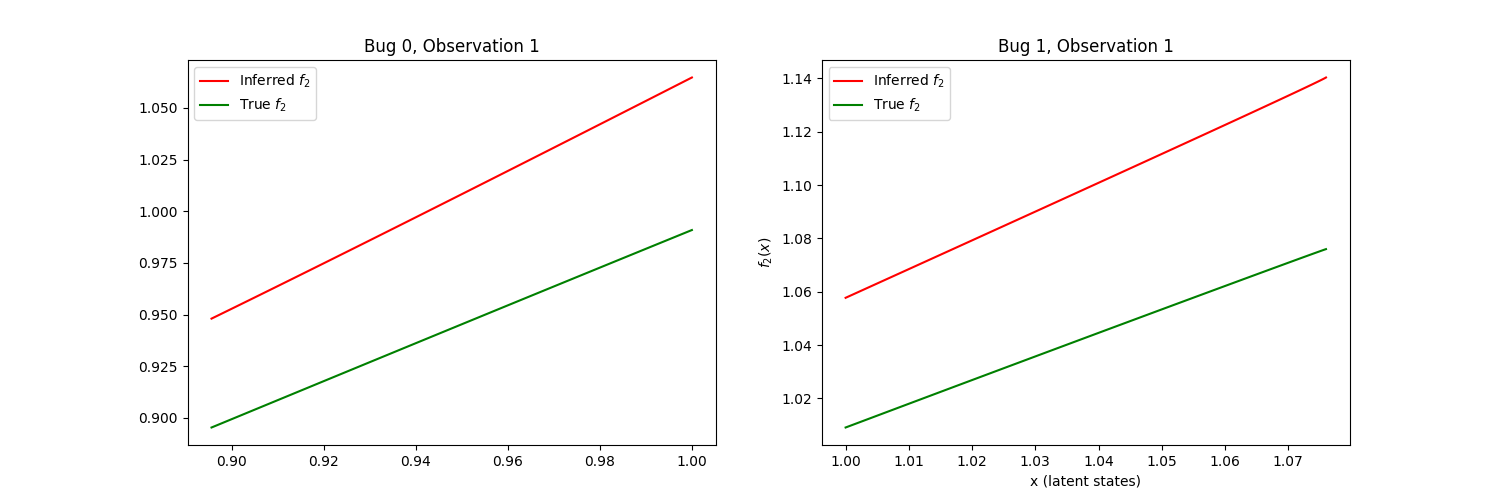 Bug 0, Observation 1
Inferred f₂
True f₂
1.050
1.025
1.000
0.975
0.950
0.925
0.900
0.90 0.92 0.94 0.96 0.98 1.00
Bug 1, Observation 1
Inferred f₂
True f₂
f₂(x)
1.14
1.12
1.10
1.08
1.06
1.04
1.02
1.00 1.01 1.02 1.03 1.04 1.05 1.06 1.07
x (latent states)